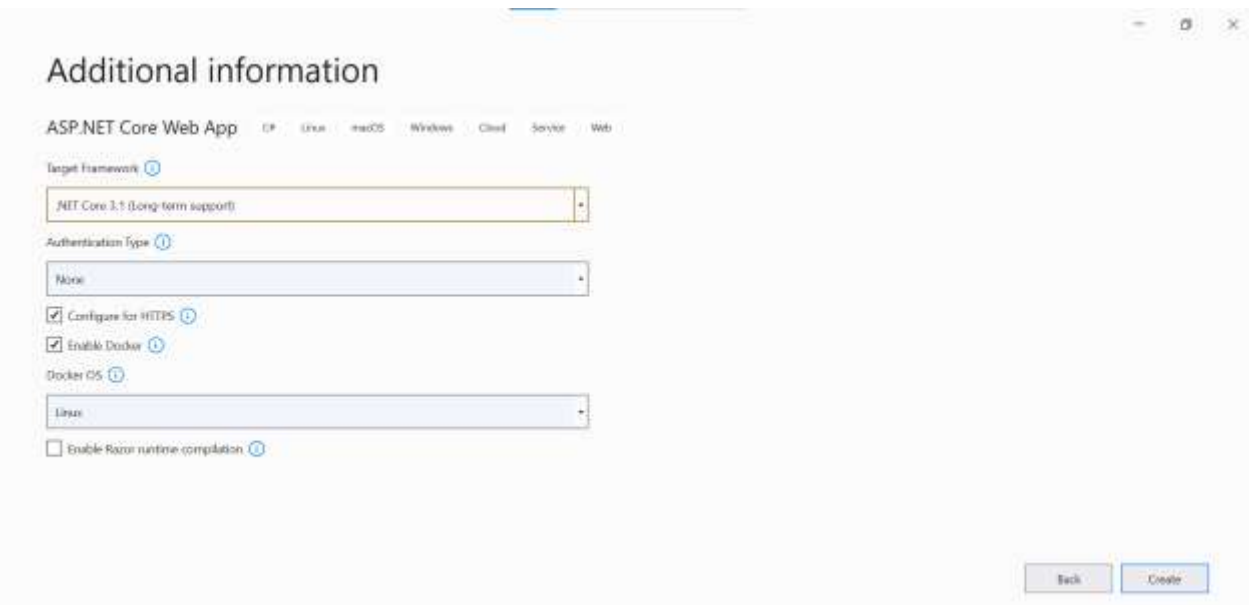 Additional information
ASP.NET Core Web App C# Linux macOS Windows Cloud Service Web
Target Framework
.NET Core 3.1 (Long-term support)
Authentication Type
None
Configure for HTTPS
Enable Docker
Docker OS
Linux
Enable Razor runtime compilation
Back Create